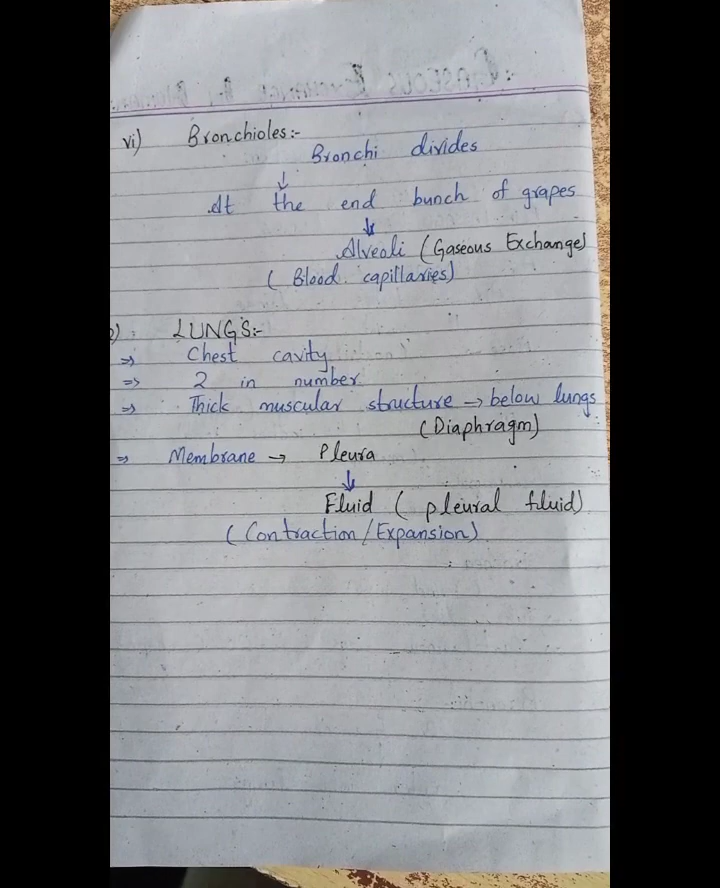 vi) Bronchioles:-
Bronchi divides
↓
At the end bunch of grapes
↓
Alveoli (Gaseous Exchange)
( Blood capillaries)
LUNGS:-
⇒ Chest cavity
⇒ 2 in number
⇒ Thick muscular structure → below lungs
(Diaphragm)
⇒ Membrane → Pleura
↓
Fluid ( pleural fluid)
( Contraction / Expansion)